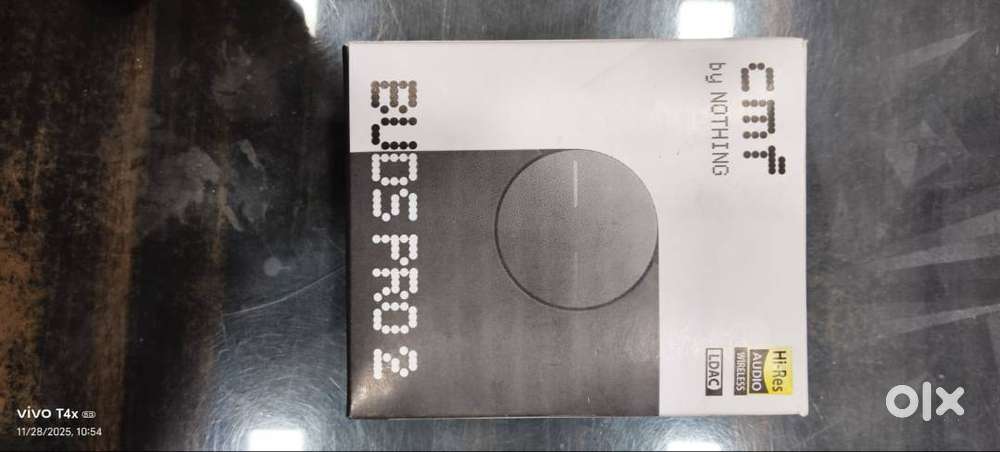 cmf
by NOTHING
BUDS PRO 2
Hi-Res
AUDIO
WIRELESS
LDAC
vivo T4x 5G
11/28/2025, 10:54
olx